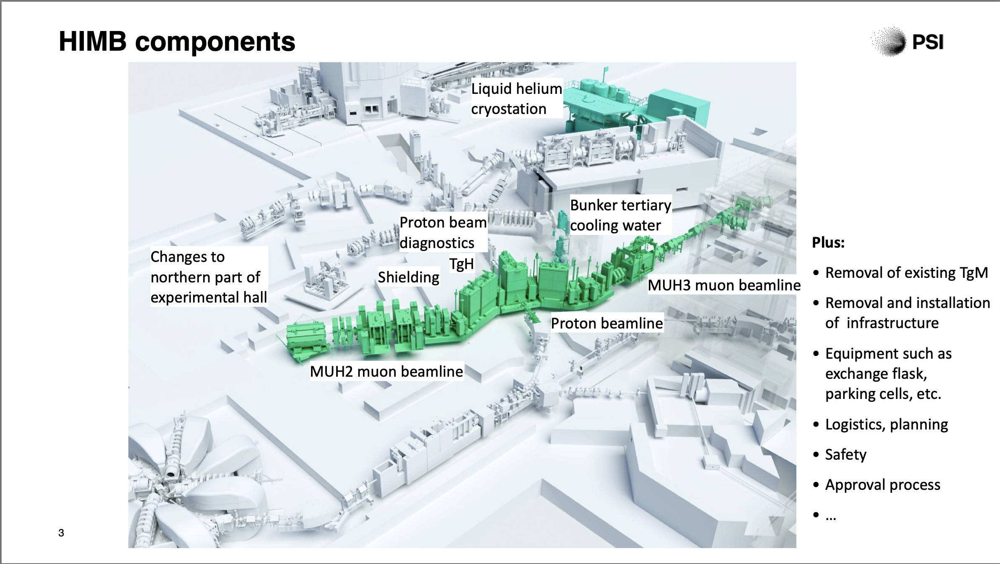 HIMB components
PSI
Liquid helium
cryostation
Bunker tertiary
cooling water
Proton beam
diagnostics
TgH
Shielding
Changes to
northern part of
experimental hall
MUH3 muon beamline
Proton beamline
MUH2 muon beamline
Plus:
• Removal of existing TgM
• Removal and installation
of infrastructure
• Equipment such as
exchange flask,
parking cells, etc.
• Logistics, planning
• Safety
• Approval process
• ...
3